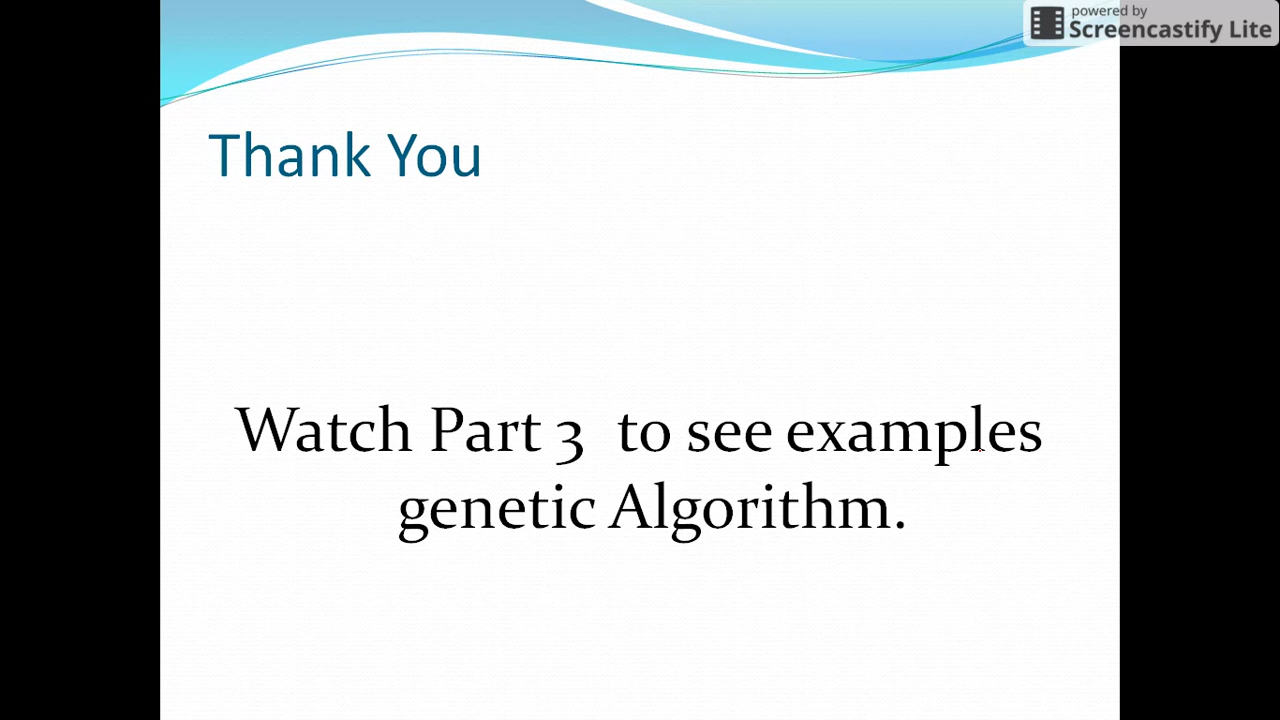 powered by
Screencastify Lite
Thank You
Watch Part 3 to see examples
genetic Algorithm.